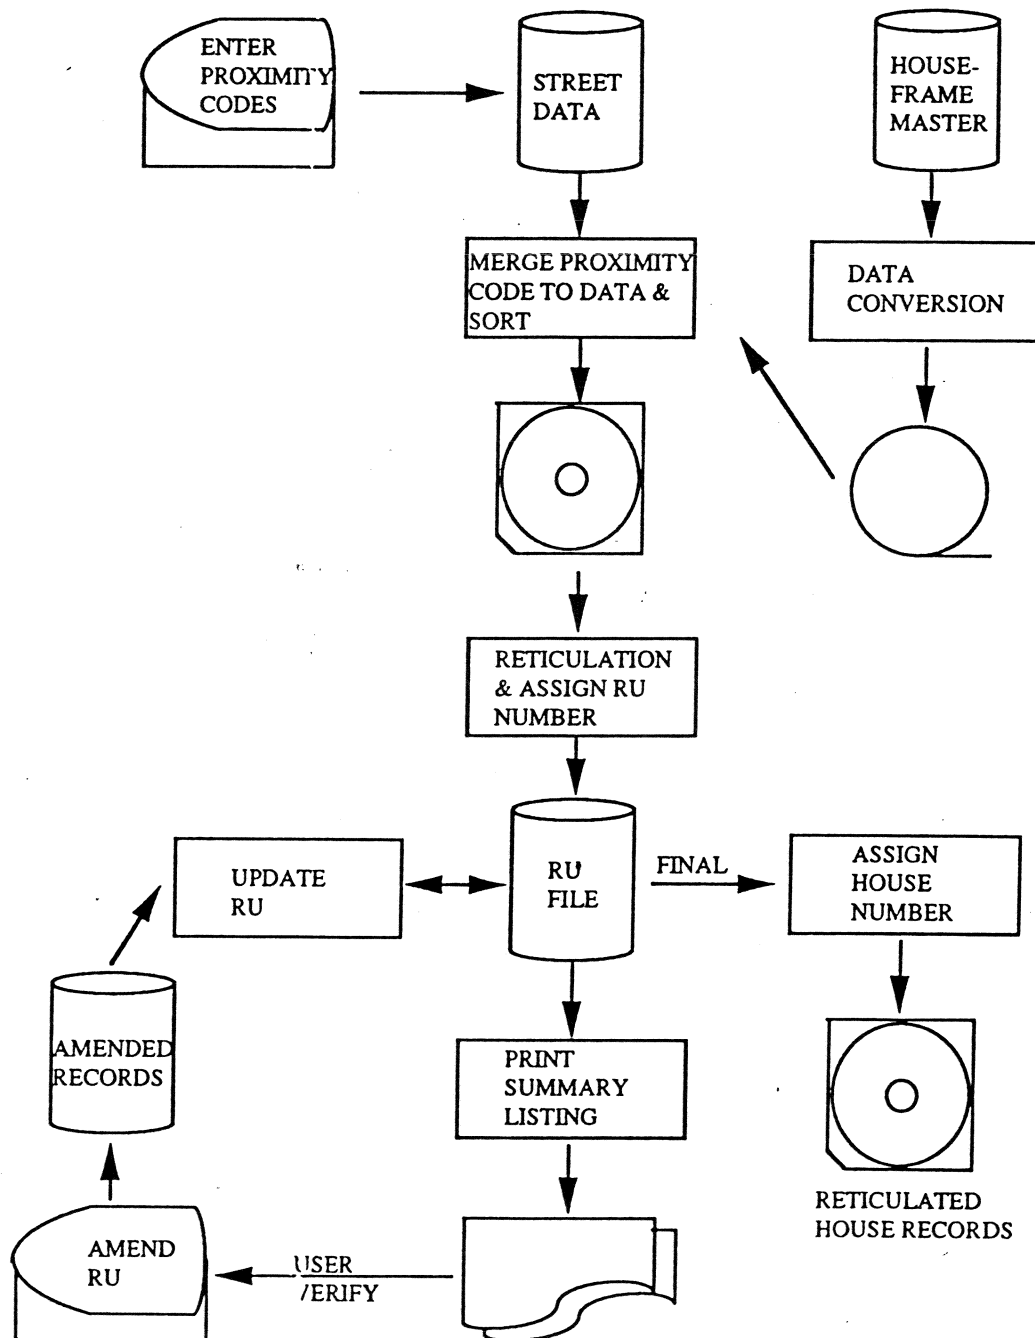 ENTER
PROXIMITY
CODES
STREET
DATA
HOUSE-
FRAME
MASTER
MERGE PROXIMITY
CODE TO DATA &
SORT
DATA
CONVERSION
RETICULATION
& ASSIGN RU
NUMBER
UPDATE
RU
RU
FILE
FINAL
ASSIGN
HOUSE
NUMBER
AMENDED
RECORDS
PRINT
SUMMARY
LISTING
RETICULATED
HOUSE RECORDS
AMEND
RU
USER
VERIFY